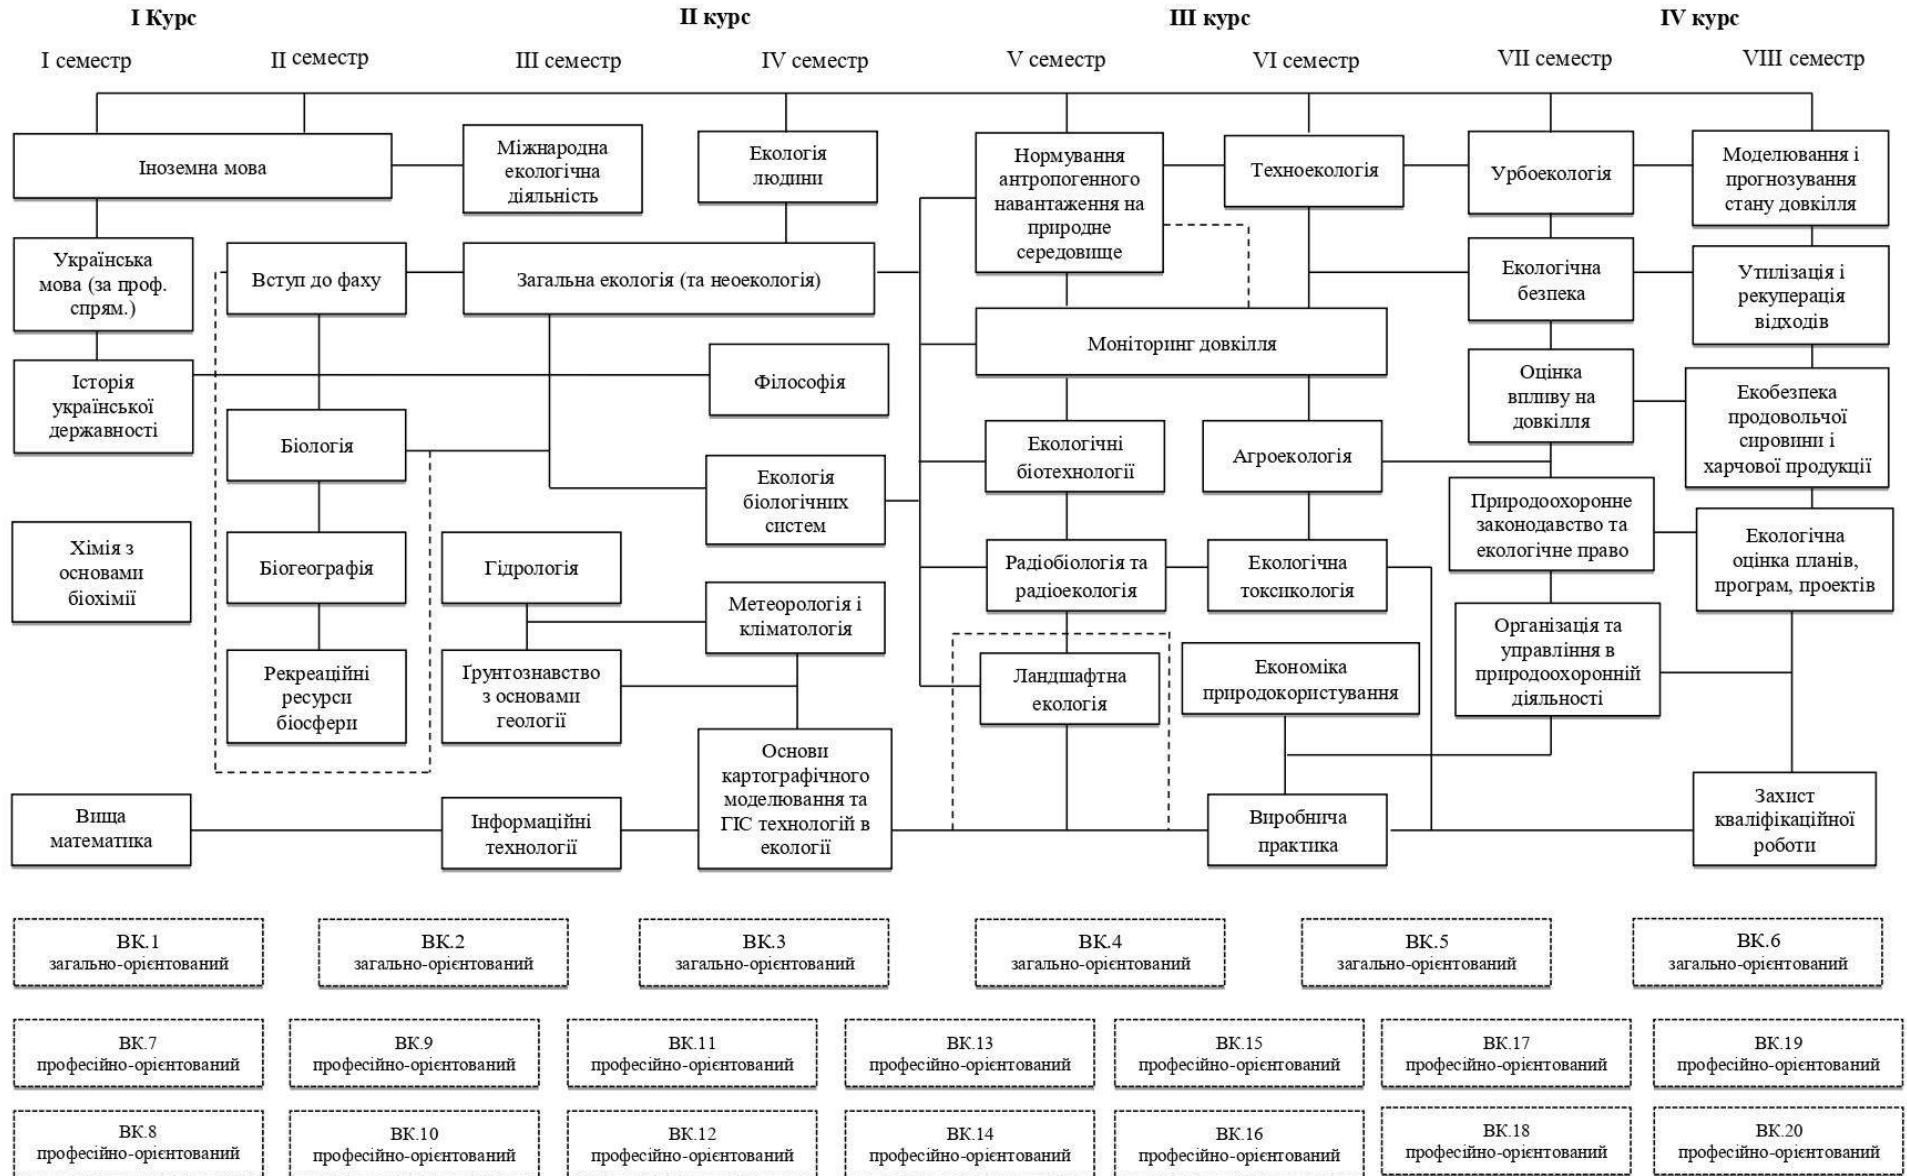 I Курс
II курс
III курс
IV курс
I семестр
II семестр
III семестр
IV семестр
V семестр
VI семестр
VII семестр
VIII семестр
Іноземна мова
Міжнародна
екологічна
діяльність
Екологія
людини
Нормування
антропогенного
навантаження на
природне
середовище
Техноекологія
Урбоекологія
Моделювання і
прогнозування
стану довкілля
Українська
мова (за проф.
спрям.)
Вступ до фаху
Загальна екологія (та неоекологія)
Екологічна
безпека
Утилізація і
рекуперація
відходів
Моніторинг довкілля
Історія
української
державності
Філософія
Оцінка
впливу на
довкілля
Екобезпека
продовольчої
сировини і
харчової продукції
Біологія
Екологія
біологічних
систем
Екологічні
біотехнології
Агроекологія
Природоохоронне
законодавство та
екологічне право
Екологічна
оцінка планів,
програм, проектів
Хімія з
основами
біохімії
Біогеографія
Гідрологія
Метеорологія і
кліматологія
Радіобіологія та
радіоекологія
Екологічна
токсикологія
Організація та
управління в
природоохоронній
діяльності
Рекреаційні
ресурси
біосфери
Ґрунтознавство
з основами
геології
Ландшафтна
екологія
Економіка
природокористування
Основи
картографічного
моделювання та
ГІС технологій в
екології
Вища
математика
Інформаційні
технології
Виробнича
практика
Захист
кваліфікаційної
роботи
ВК.1
загально-орієнтований
ВК.2
загально-орієнтований
ВК.3
загально-орієнтований
ВК.4
загально-орієнтований
ВК.5
загально-орієнтований
ВК.6
загально-орієнтований
ВК.7
професійно-орієнтований
ВК.9
професійно-орієнтований
ВК.11
професійно-орієнтований
ВК.13
професійно-орієнтований
ВК.15
професійно-орієнтований
ВК.17
професійно-орієнтований
ВК.19
професійно-орієнтований
ВК.8
професійно-орієнтований
ВК.10
професійно-орієнтований
ВК.12
професійно-орієнтований
ВК.14
професійно-орієнтований
ВК.16
професійно-орієнтований
ВК.18
професійно-орієнтований
ВК.20
професійно-орієнтований